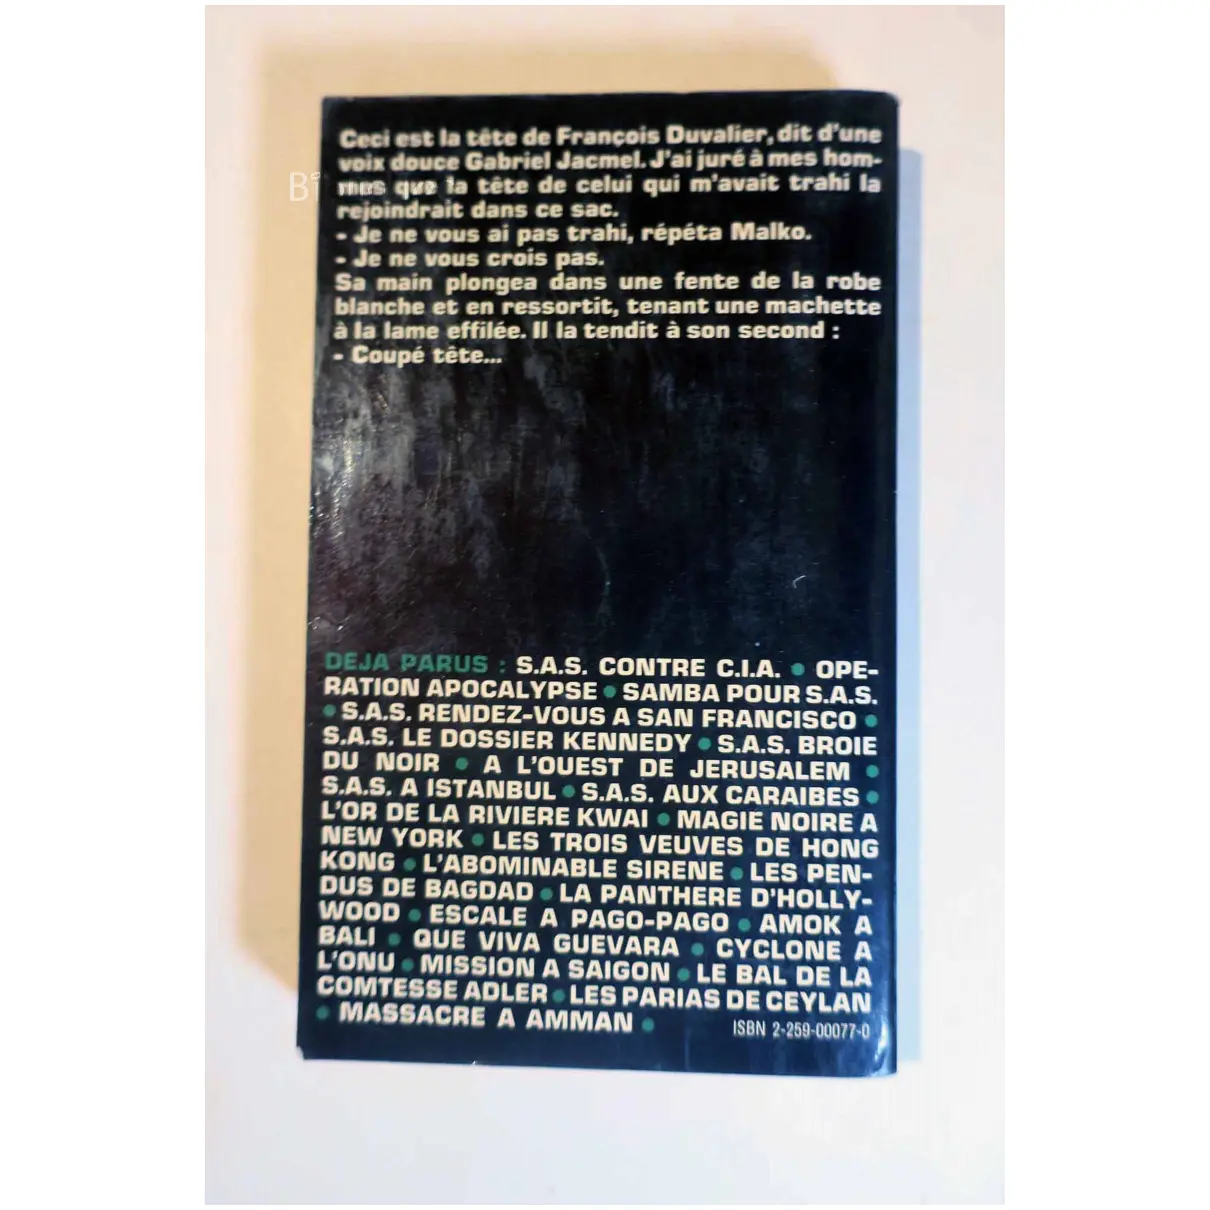 Ceci est la tête de François Duvalier, dit d'une
voix douce Gabriel Jacmel. J'ai juré à mes hom-
mes que la tête de celui qui m'avait trahi la
rejoindrait dans ce sac.
- Je ne vous ai pas trahi, répéta Malko.
- Je ne vous crois pas.
Sa main plongea dans une fente de la robe
blanche et en ressortit, tenant une machette
à la lame effilée. Il la tendit à son second :
- Coupé tête...
DEJA PARUS : S.A.S. CONTRE C.I.A. • OPE-
RATION APOCALYPSE • SAMBA POUR S.A.S.
• S.A.S. RENDEZ-VOUS A SAN FRANCISCO •
S.A.S. LE DOSSIER KENNEDY • S.A.S. BROIE
DU NOIR • A L'OUEST DE JERUSALEM •
S.A.S. A ISTANBUL • S.A.S. AUX CARAIBES •
L'OR DE LA RIVIERE KWAI • MAGIE NOIRE A
NEW YORK • LES TROIS VEUVES DE HONG
KONG • L'ABOMINABLE SIRENE • LES PEN-
DUS DE BAGDAD • LA PANTHERE D'HOLLY-
WOOD • ESCALE A PAGO-PAGO • AMOK A
BALI • QUE VIVA GUEVARA • CYCLONE A
L'ONU • MISSION A SAIGON • LE BAL DE LA
COMTESSE ADLER • LES PARIAS DE CEYLAN
• MASSACRE A AMMAN •
ISBN 2-259-00077-0